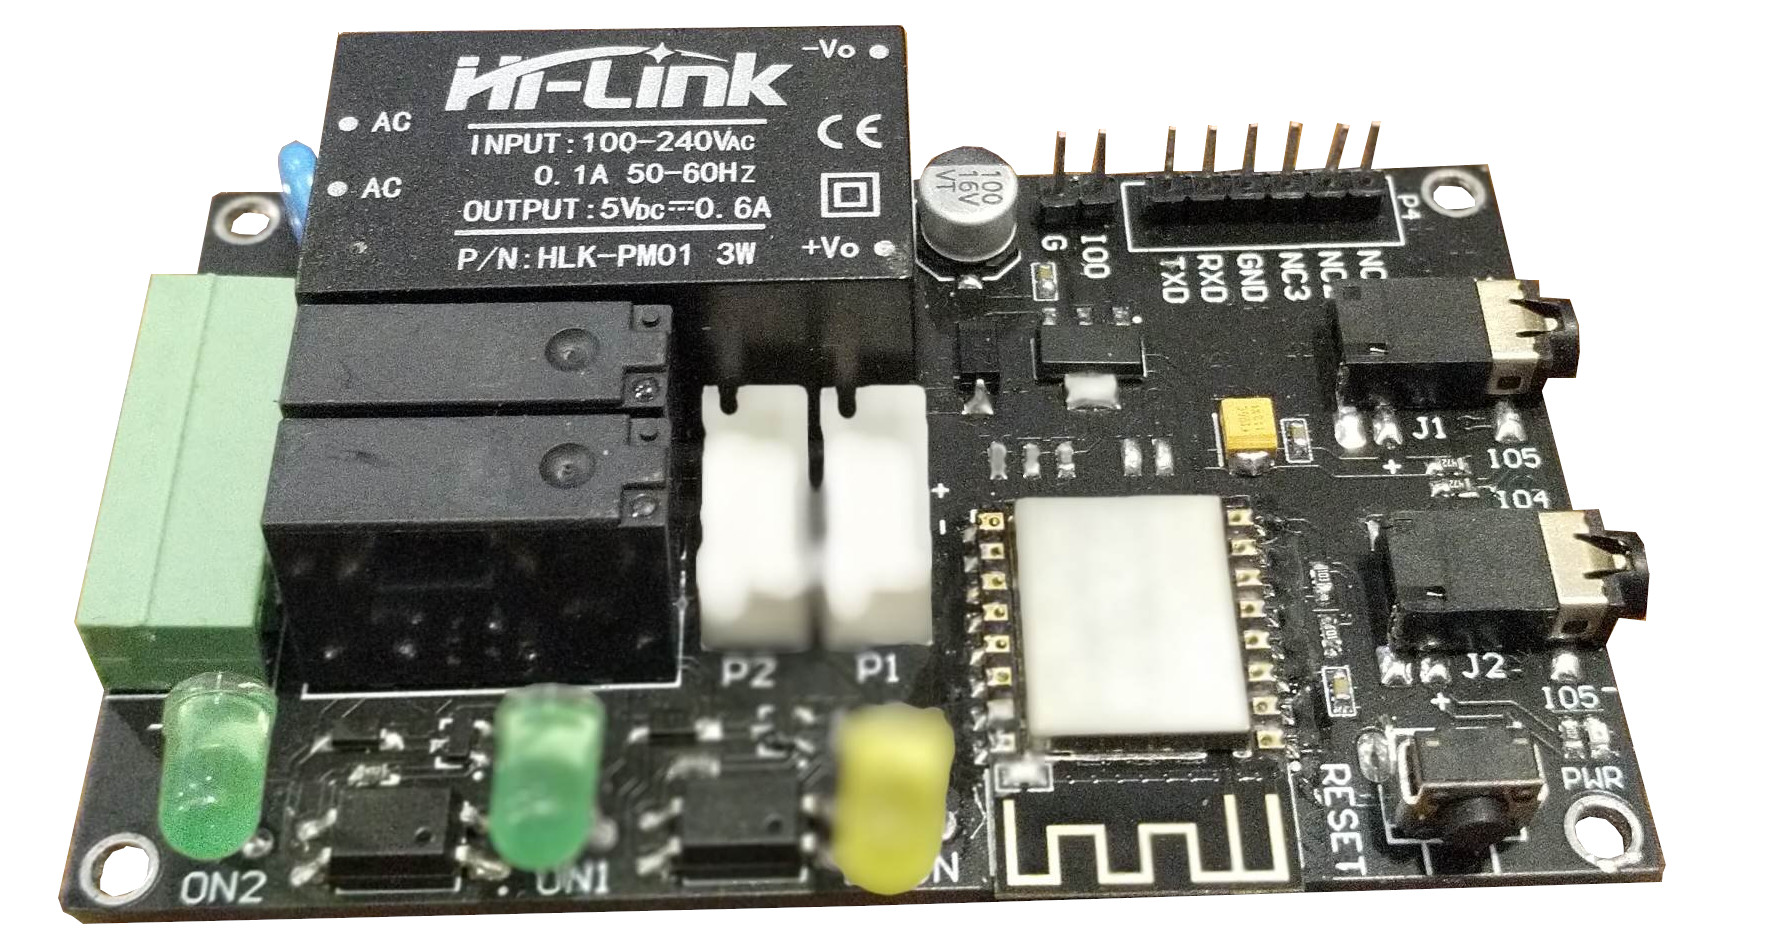 Hi-Link
-Vo
AC
INPUT:100-240VAC
CE
0.1A 50-60Hz
AC
OUTPUT:5VDC⎓0.6A
P/N:HLK-PM01 3W
+Vo
100
16V
VT
G
IO0
TXD
RXD
GND
NC3
P4
J1
+
IO5
IO4
+
-
P2
P1
J2
+
IO5-
PWR
RESET
ON2
ON1